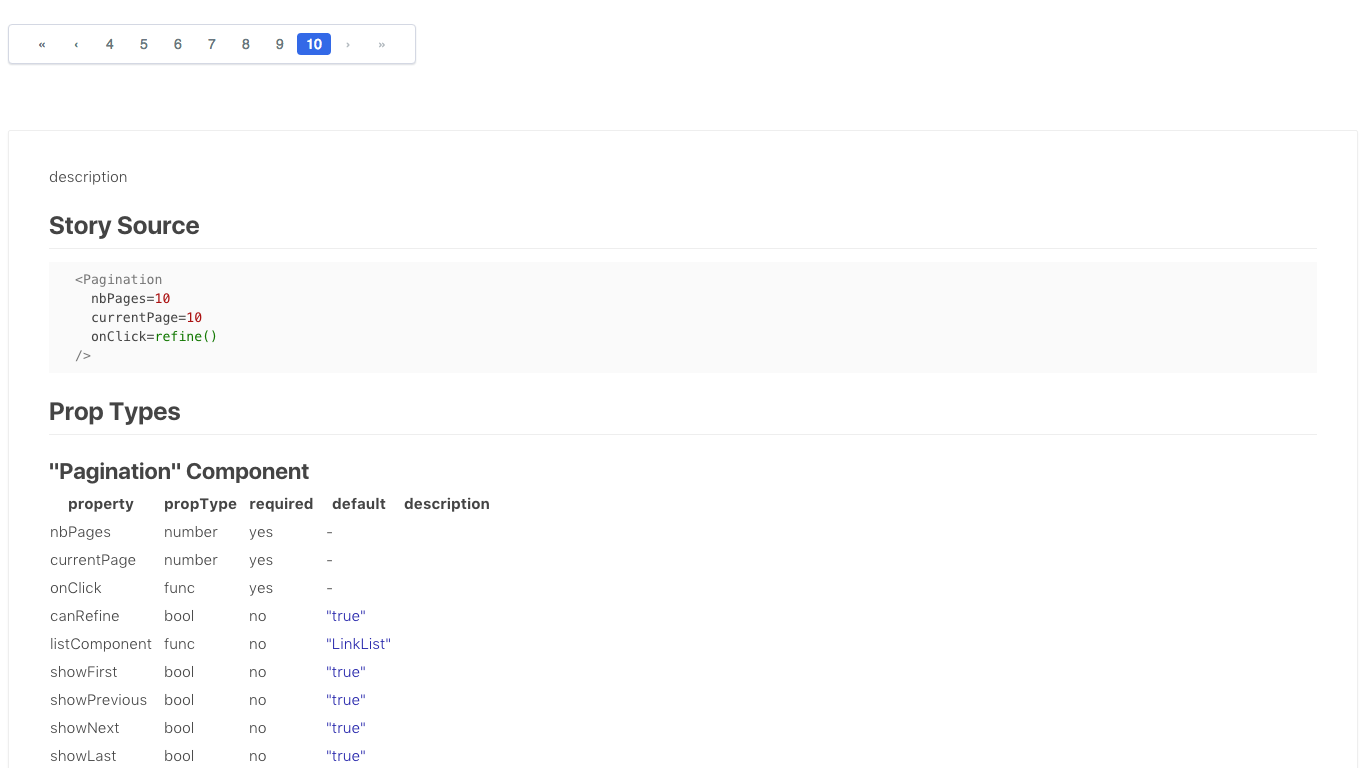 « ‹ 4 5 6 7 8 9 10 › »
description
Story Source
<Pagination
nbPages=10
currentPage=10
onClick=refine()
/>
Prop Types
"Pagination" Component
property propType required default description
nbPages number yes -
currentPage number yes -
onClick func yes -
canRefine bool no "true"
listComponent func no "LinkList"
showFirst bool no "true"
showPrevious bool no "true"
showNext bool no "true"
showLast bool no "true"